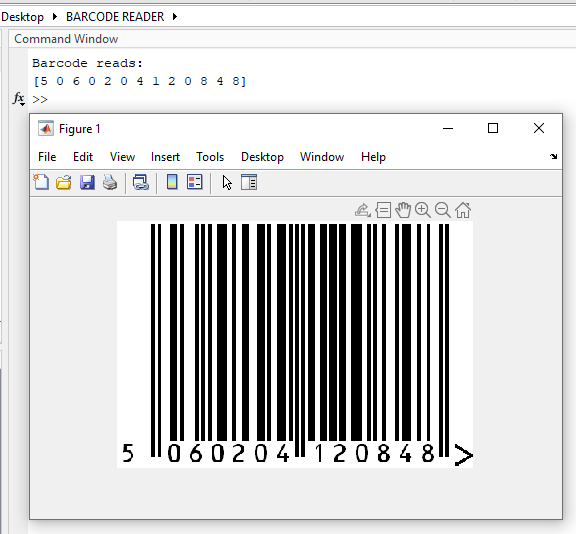 Desktop ▸ BARCODE READER ▸
Command Window
Barcode reads:
[5 0 6 0 2 0 4 1 2 0 8 4 8]
fx >>
Figure 1
File Edit View Insert Tools Desktop Window Help
5 060204 120848 >